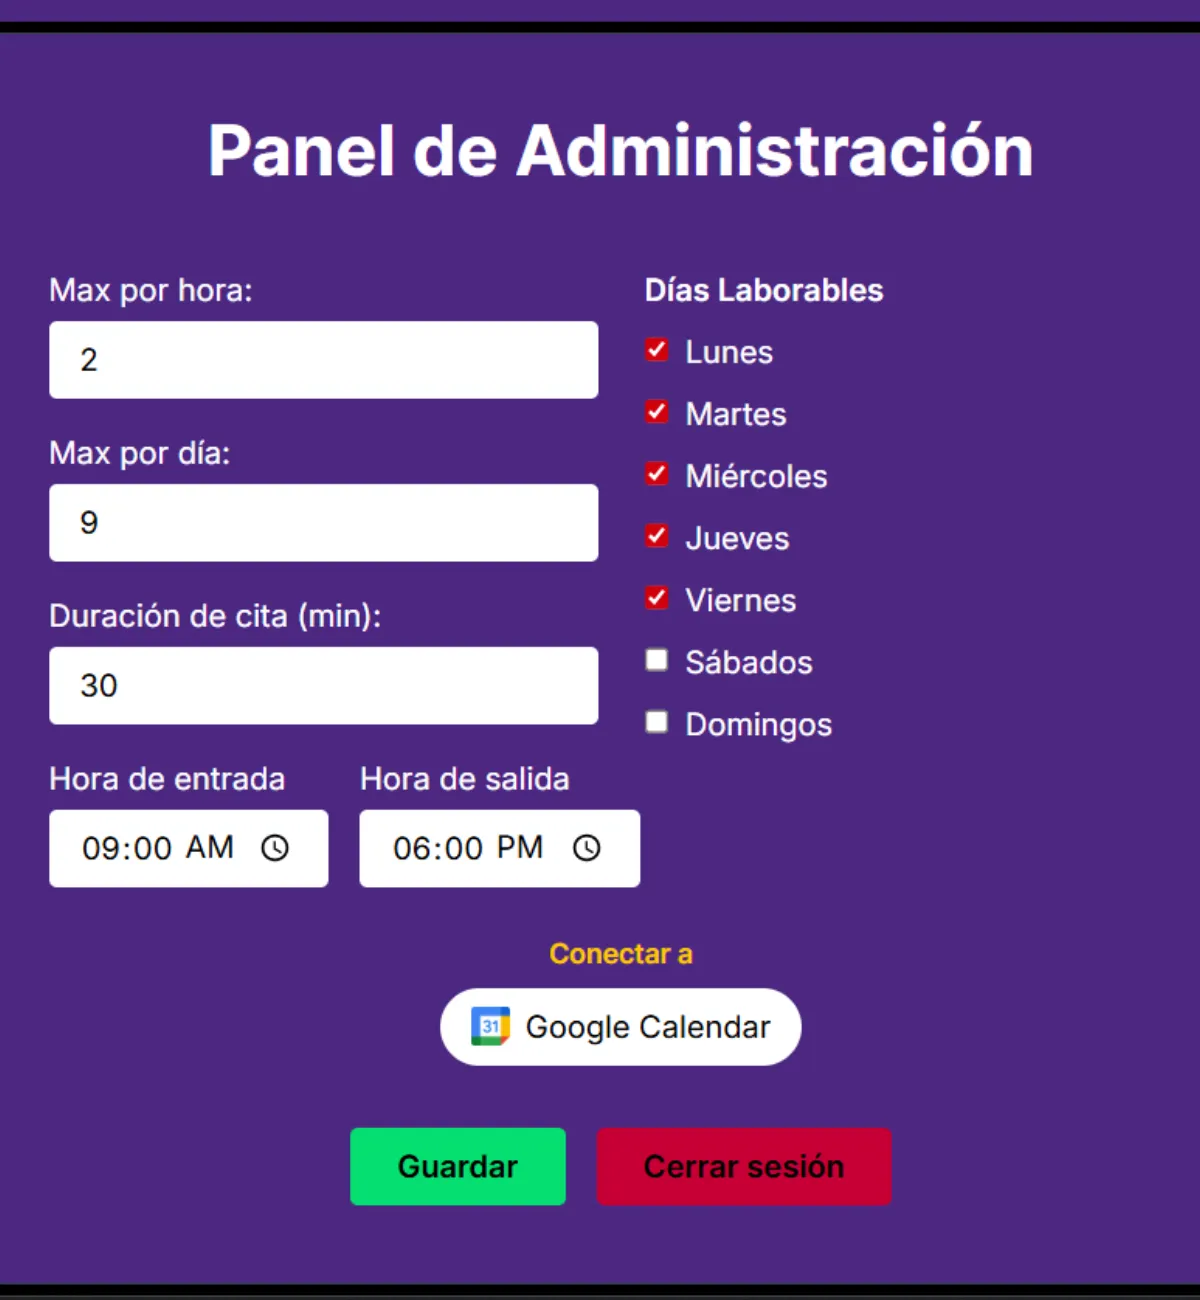 Panel de Administración
Max por hora:
2
Max por día:
9
Duración de cita (min):
30
Hora de entrada
09:00 AM
Hora de salida
06:00 PM
Días Laborables
Lunes
Martes
Miércoles
Jueves
Viernes
Sábados
Domingos
Conectar a
31 Google Calendar
Guardar
Cerrar sesión